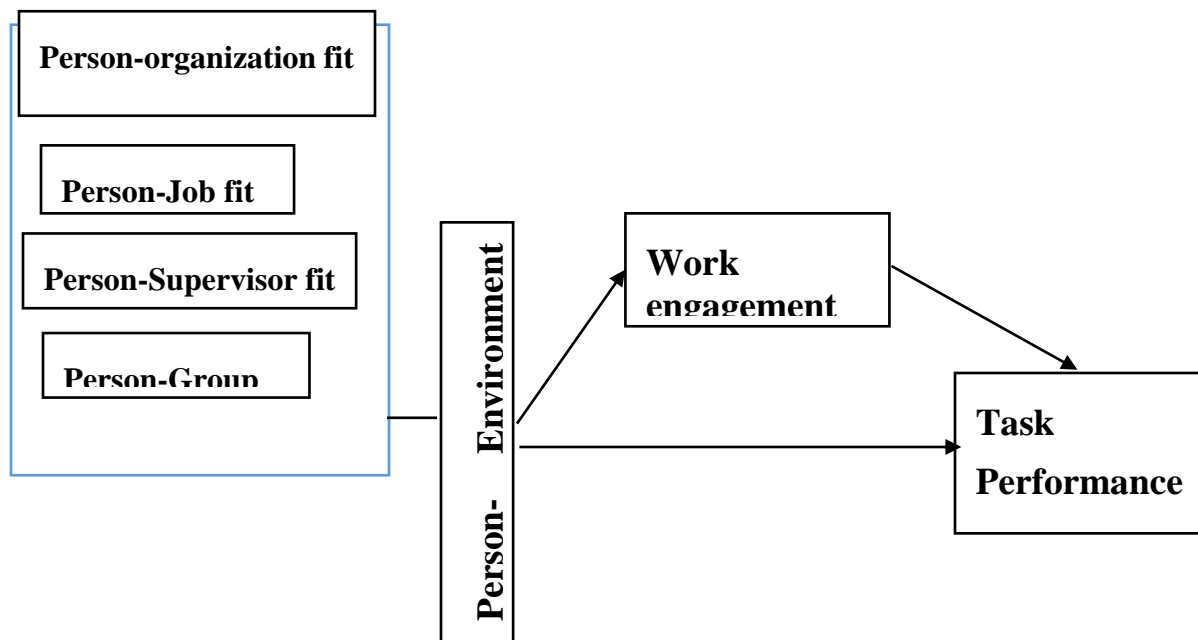 Person-organization fit
Person-Job fit
Person-Supervisor fit
Person-Group
Person- Environment
Work
engagement
Task
Performance